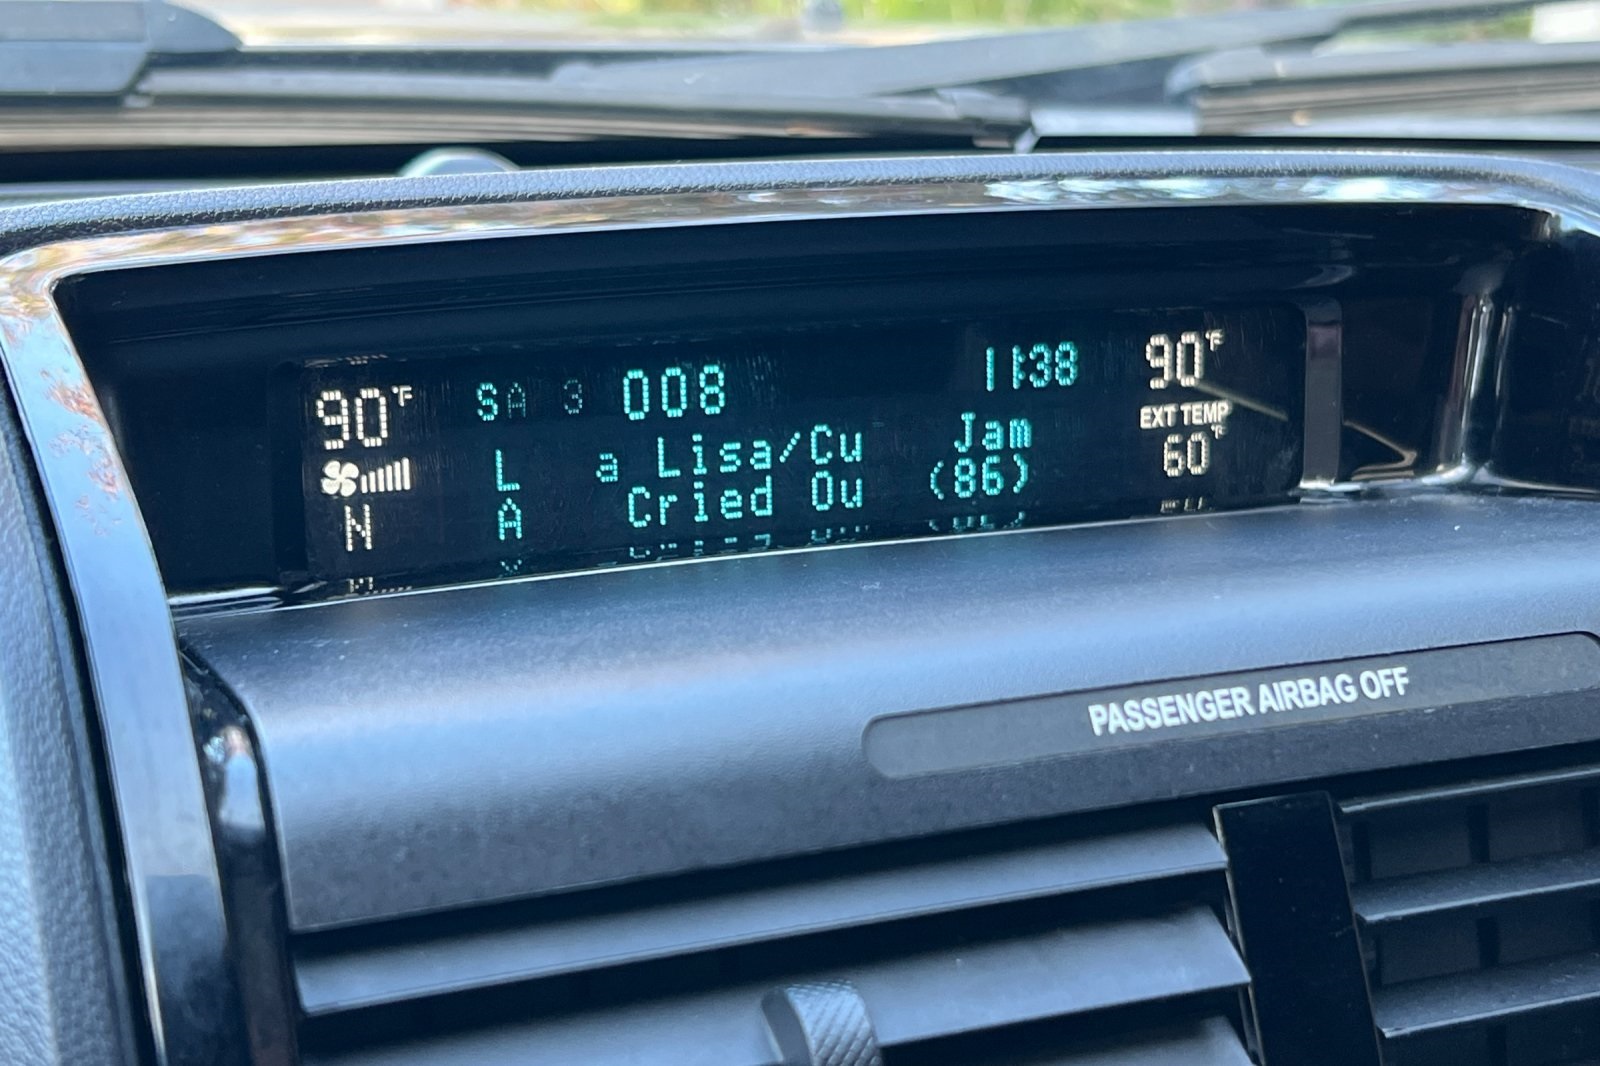 90°F SA 3 008 11:38 90°F
EXT TEMP
L a Lisa/Cu Jam 60°F
N A Cried Ou (86)
PASSENGER AIRBAG OFF